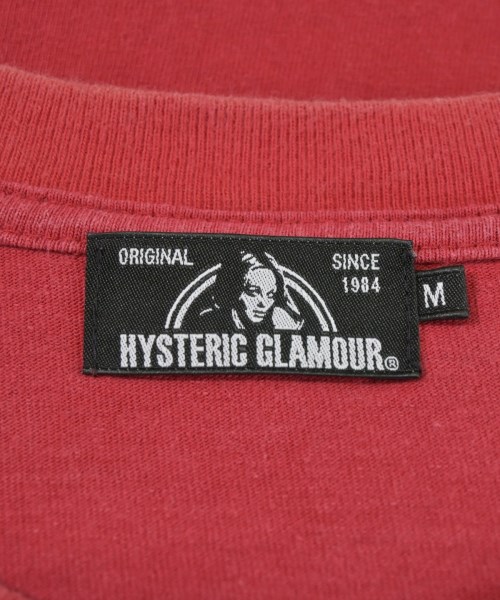 ORIGINAL SINCE
1984
HYSTERIC GLAMOUR®
M